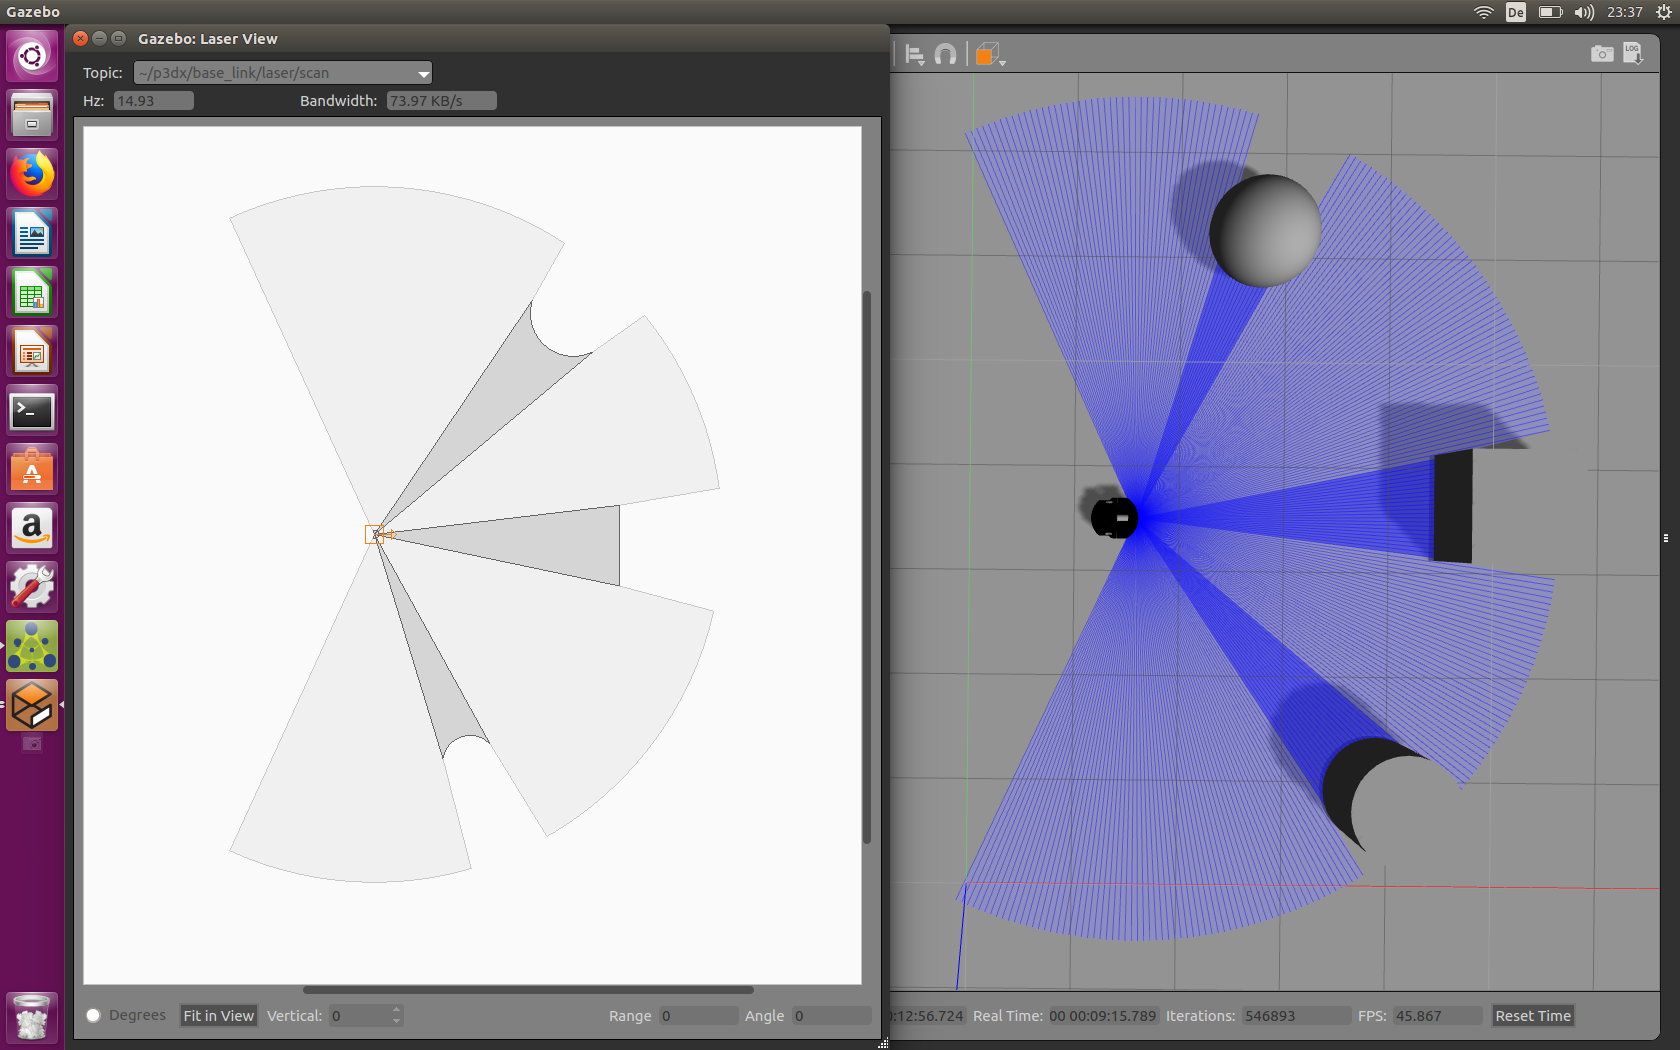 Gazebo
De
23:37
Gazebo: Laser View
Topic: ~/p3dx/base_link/laser/scan
Hz: 14.93 Bandwidth: 73.97 KB/s
LOG
Degrees Fit in View Vertical: 0 Range 0 Angle 0
:12:56.724 Real Time: 00 00:09:15.789 Iterations: 546893 FPS: 45.867 Reset Time